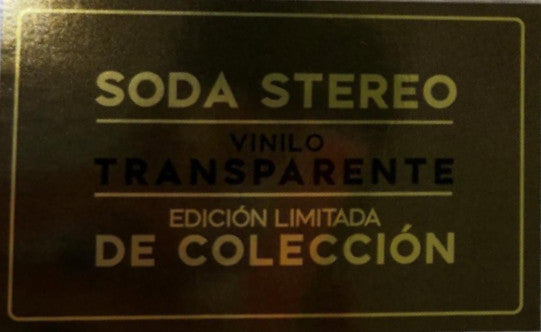 SODA STEREO
VINILO
TRANSPARENTE
EDICIÓN LIMITADA
DE COLECCIÓN